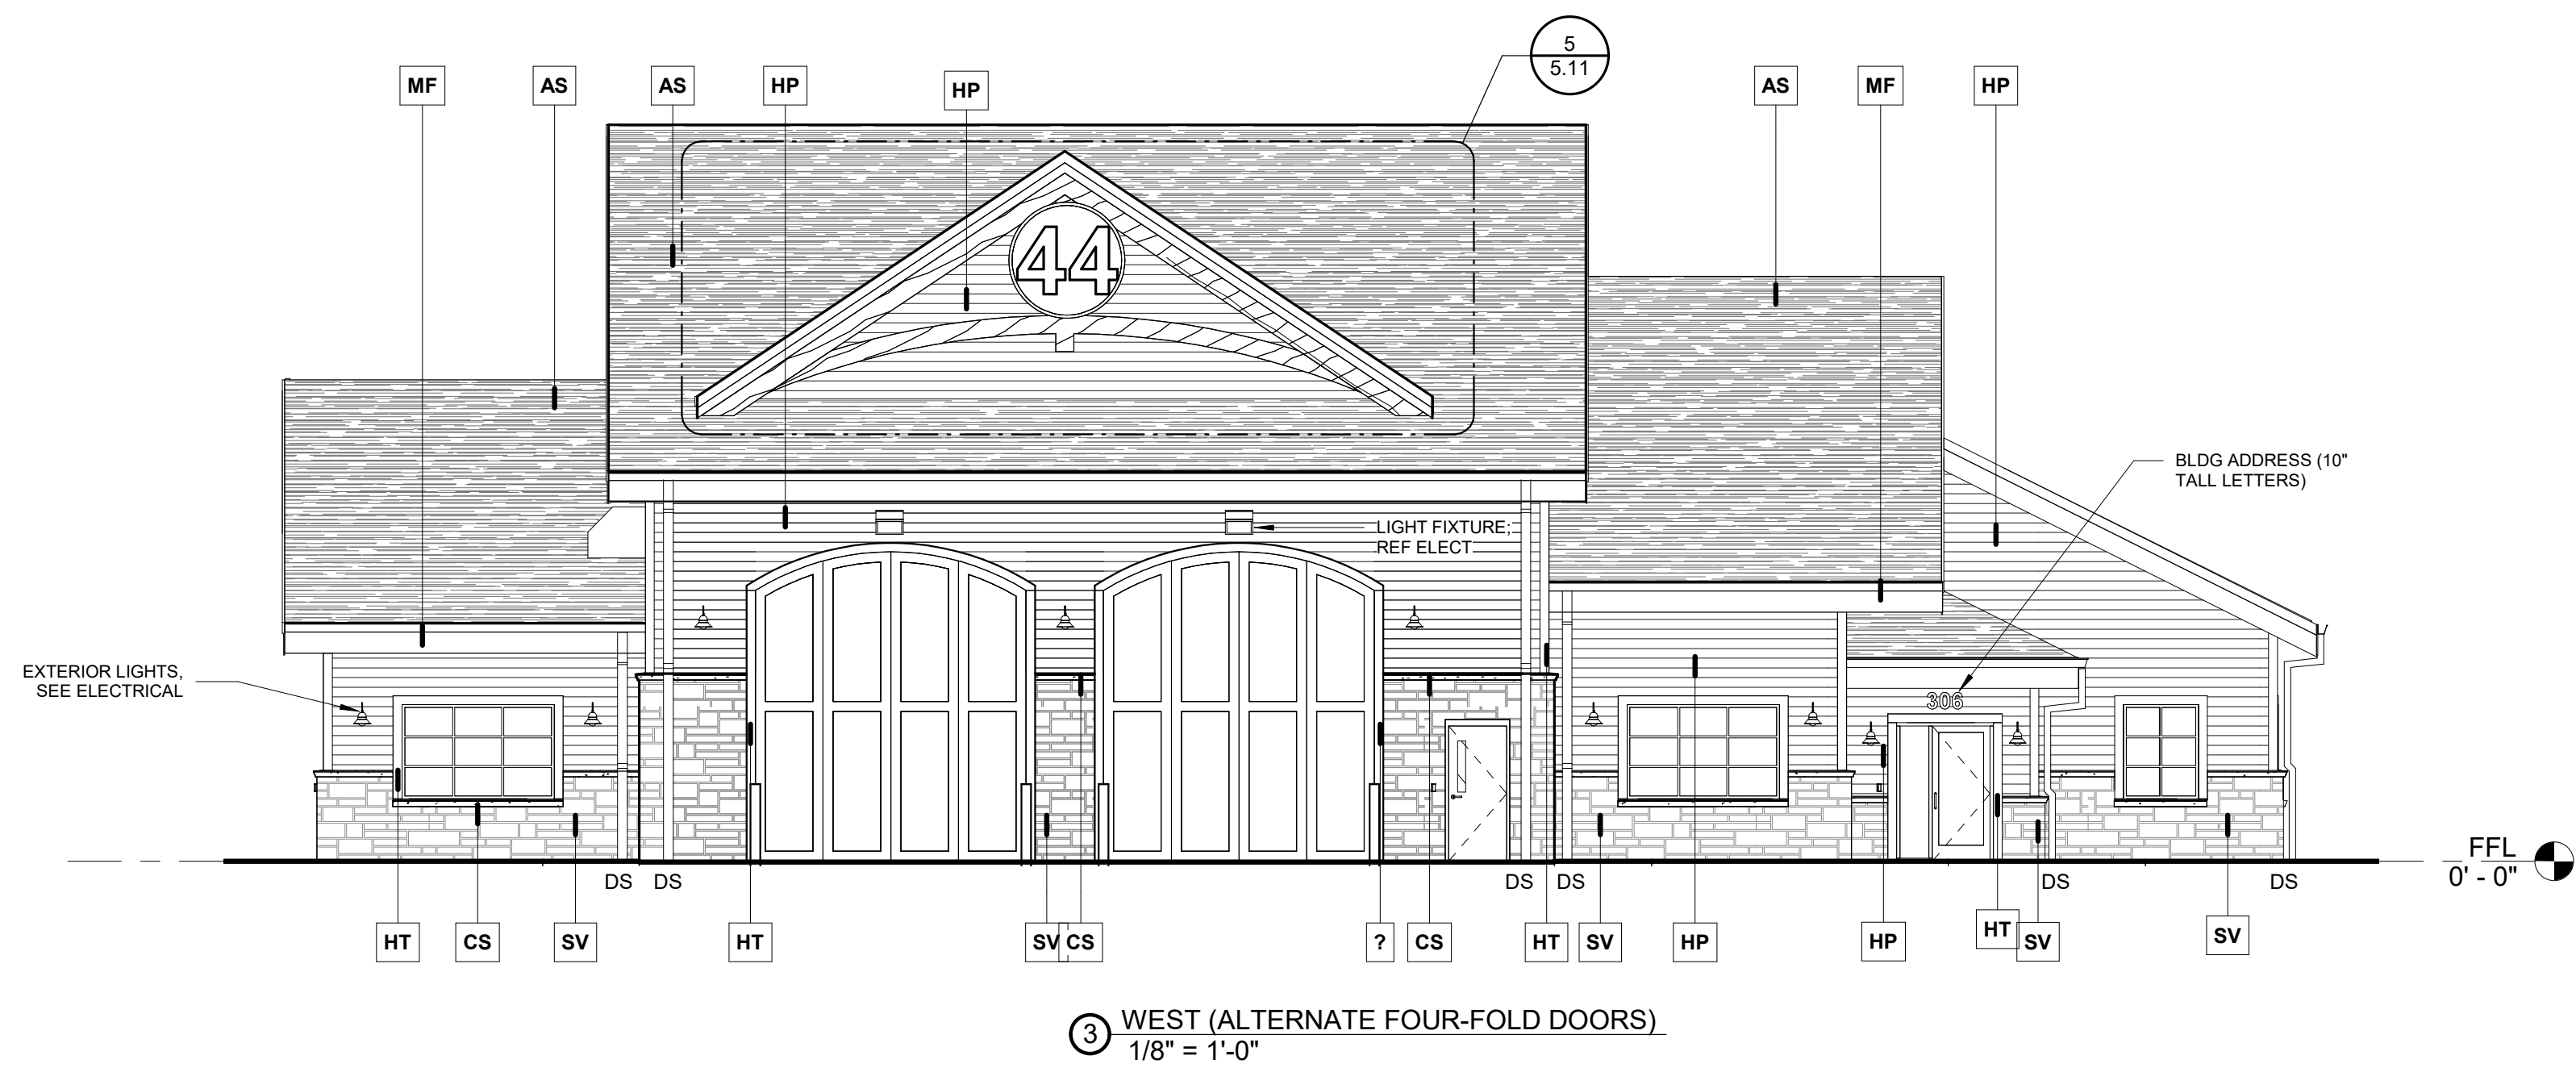 5
5.11
MF
AS
AS
HP
HP
AS
MF
HP
44
BLDG ADDRESS (10"
TALL LETTERS)
LIGHT FIXTURE;
REF ELECT
EXTERIOR LIGHTS,
SEE ELECTRICAL
306
FFL
0' - 0"
DS
DS
DS
DS
DS
DS
HT
CS
SV
HT
SV
CS
?
CS
HT
SV
HP
HP
HT
SV
SV
3
WEST (ALTERNATE FOUR-FOLD DOORS)
1/8" = 1'-0"